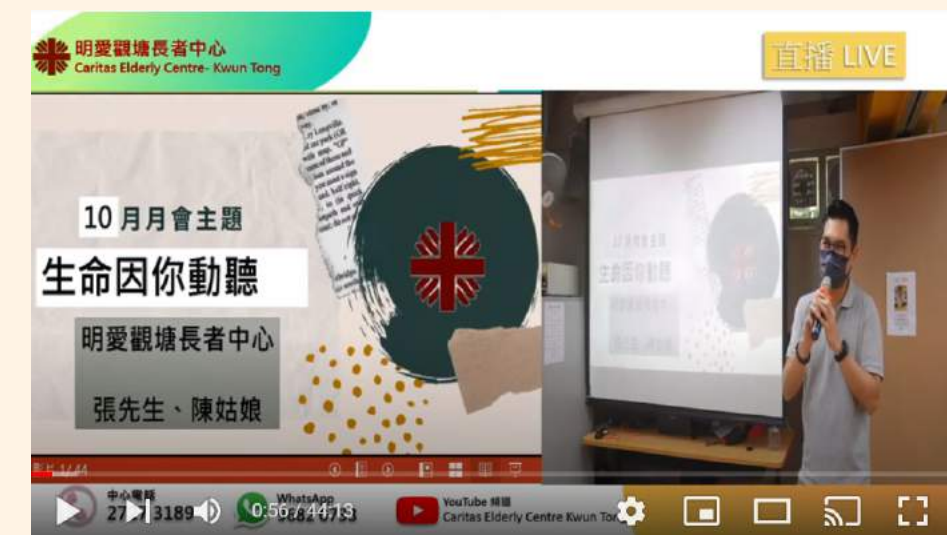 明愛觀塘長者中心
Caritas Elderly Centre- Kwun Tong
直播 LIVE
10 月月會主題
生命因你動聽
明愛觀塘長者中心
張先生、陳姑娘
中心電話
3189
WhatsApp
0:56 / 44:13
YouTube 頻道
Caritas Elderly Centre Kwun